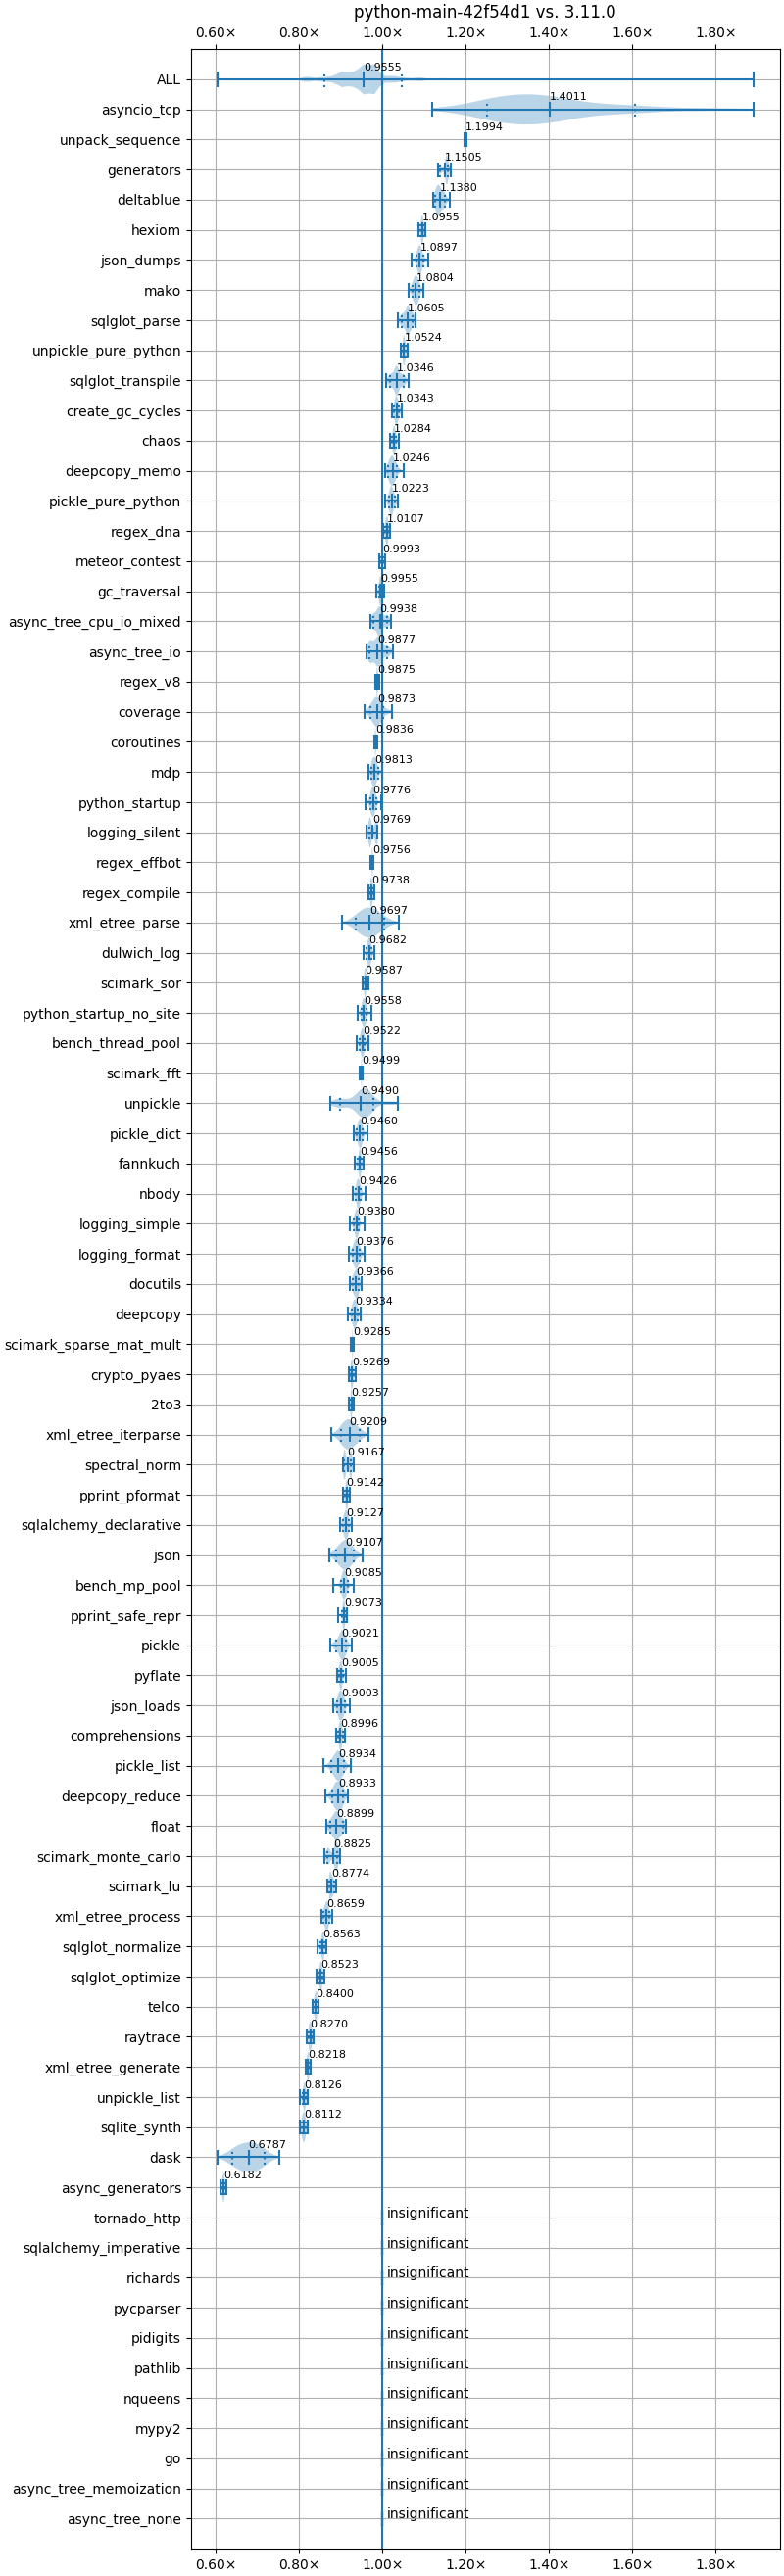 python-main-42f54d1 vs. 3.11.0
0.60× 0.80× 1.00× 1.20× 1.40× 1.60× 1.80×
ALL 0.9555
asyncio_tcp 1.4011
unpack_sequence 1.1994
generators 1.1505
deltablue 1.1380
hexiom 1.0955
json_dumps 1.0897
mako 1.0804
sqlglot_parse 1.0605
unpickle_pure_python 1.0524
sqlglot_transpile 1.0346
create_gc_cycles 1.0343
chaos 1.0284
deepcopy_memo 1.0246
pickle_pure_python 1.0223
regex_dna 1.0107
meteor_contest 0.9993
gc_traversal 0.9955
async_tree_cpu_io_mixed 0.9938
async_tree_io 0.9877
regex_v8 0.9875
coverage 0.9873
coroutines 0.9836
mdp 0.9813
python_startup 0.9776
logging_silent 0.9769
regex_effbot 0.9756
regex_compile 0.9738
xml_etree_parse 0.9697
dulwich_log 0.9682
scimark_sor 0.9587
python_startup_no_site 0.9558
bench_thread_pool 0.9522
scimark_fft 0.9499
unpickle 0.9490
pickle_dict 0.9460
fannkuch 0.9456
nbody 0.9426
logging_simple 0.9380
logging_format 0.9376
docutils 0.9366
deepcopy 0.9334
scimark_sparse_mat_mult 0.9285
crypto_pyaes 0.9269
2to3 0.9257
xml_etree_iterparse 0.9209
spectral_norm 0.9167
pprint_pformat 0.9142
sqlalchemy_declarative 0.9127
json 0.9107
bench_mp_pool 0.9085
pprint_safe_repr 0.9073
pickle 0.9021
pyflate 0.9005
json_loads 0.9003
comprehensions 0.8996
pickle_list 0.8934
deepcopy_reduce 0.8933
float 0.8899
scimark_monte_carlo 0.8825
scimark_lu 0.8774
xml_etree_process 0.8659
sqlglot_normalize 0.8563
sqlglot_optimize 0.8523
telco 0.8400
raytrace 0.8270
xml_etree_generate 0.8218
unpickle_list 0.8126
sqlite_synth 0.8112
dask 0.6787
async_generators 0.6182
tornado_http insignificant
sqlalchemy_imperative insignificant
richards insignificant
pycparser insignificant
pidigits insignificant
pathlib insignificant
nqueens insignificant
mypy2 insignificant
go insignificant
async_tree_memoization insignificant
async_tree_none insignificant
0.60× 0.80× 1.00× 1.20× 1.40× 1.60× 1.80×